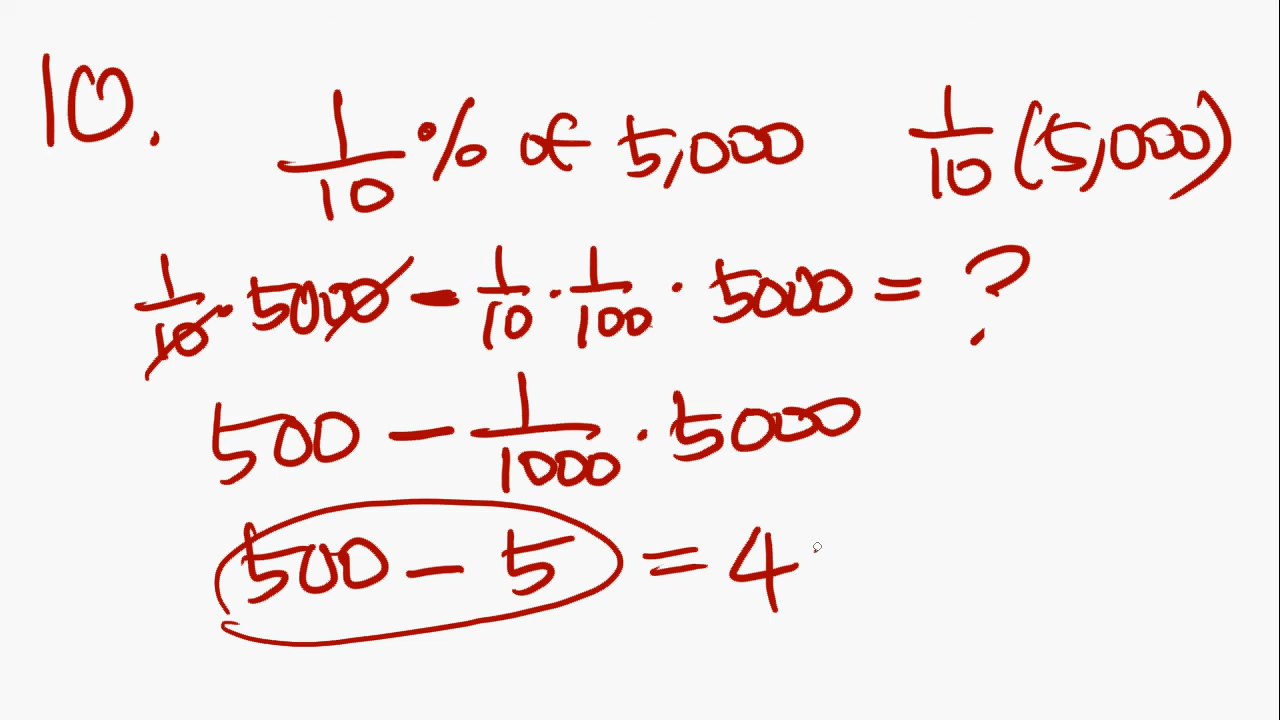 10. 1/10 % of 5,000 1/10 (5,000)
1/10 · 5000 - 1/10 · 1/100 · 5000 = ?
500 - 1/1000 · 5000
500 - 5 = 4